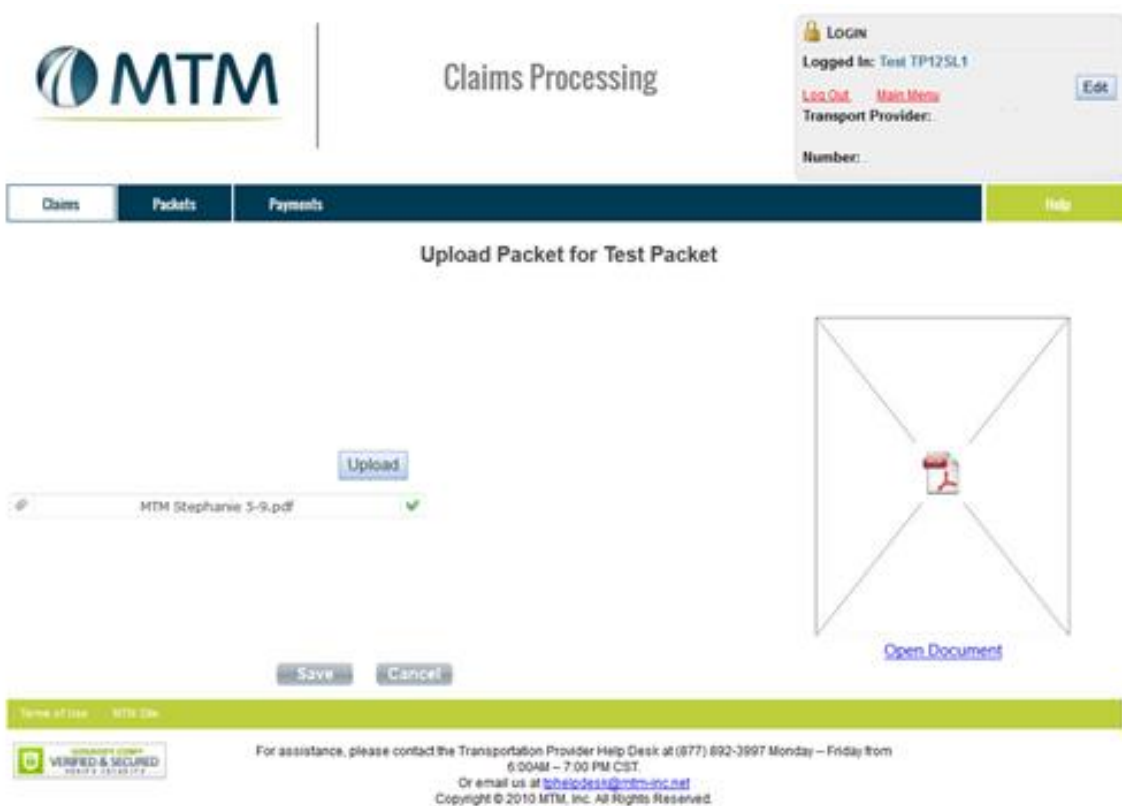 MTM
Claims Processing
LOGIN
Logged In: Test TP12SL1
Edit
Log Out Main Menu
Transport Provider:
Number:
Claims Packets Payments Help
Upload Packet for Test Packet
Upload
MTM Stephanie 5-9.pdf
Open Document
Save Cancel
Terms of Use MTM Site
VERIFIED & SECURED
VERIFY SECURITY
For assistance, please contact the Transportation Provider Help Desk at (877) 892-3997 Monday – Friday from
6:00AM – 7:00 PM CST.
Or email us at tphelpdesk@mtm-inc.net
Copyright © 2010 MTM, Inc. All Rights Reserved.